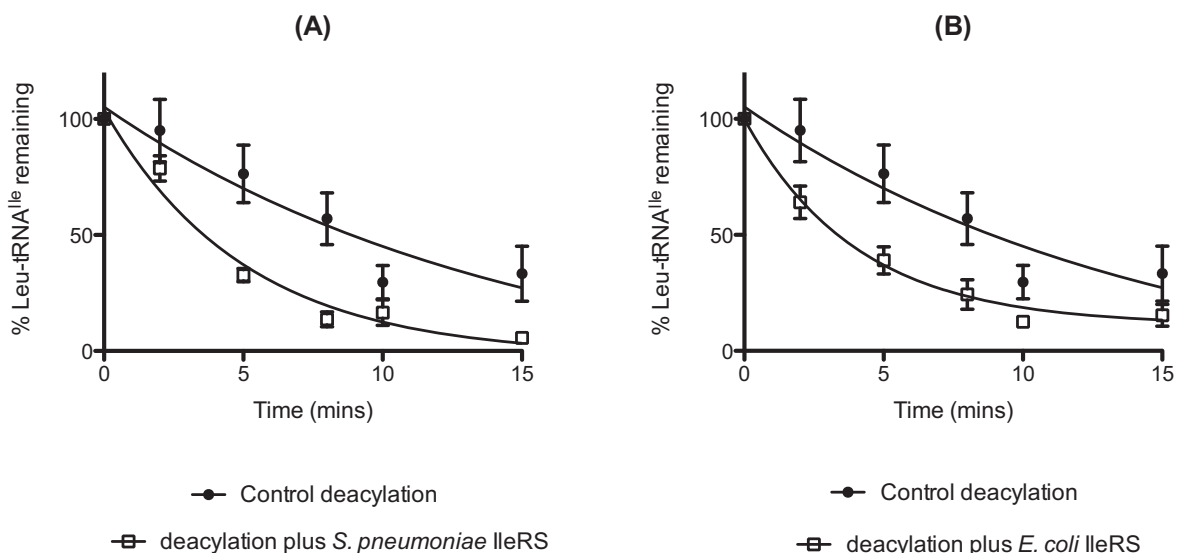 (A)
% Leu-tRNA^Ile remaining
100
50
0
0 5 10 15
Time (mins)
Control deacylation
deacylation plus S. pneumoniae IleRS
(B)
% Leu-tRNA^Ile remaining
100
50
0
0 5 10 15
Time (mins)
Control deacylation
deacylation plus E. coli IleRS